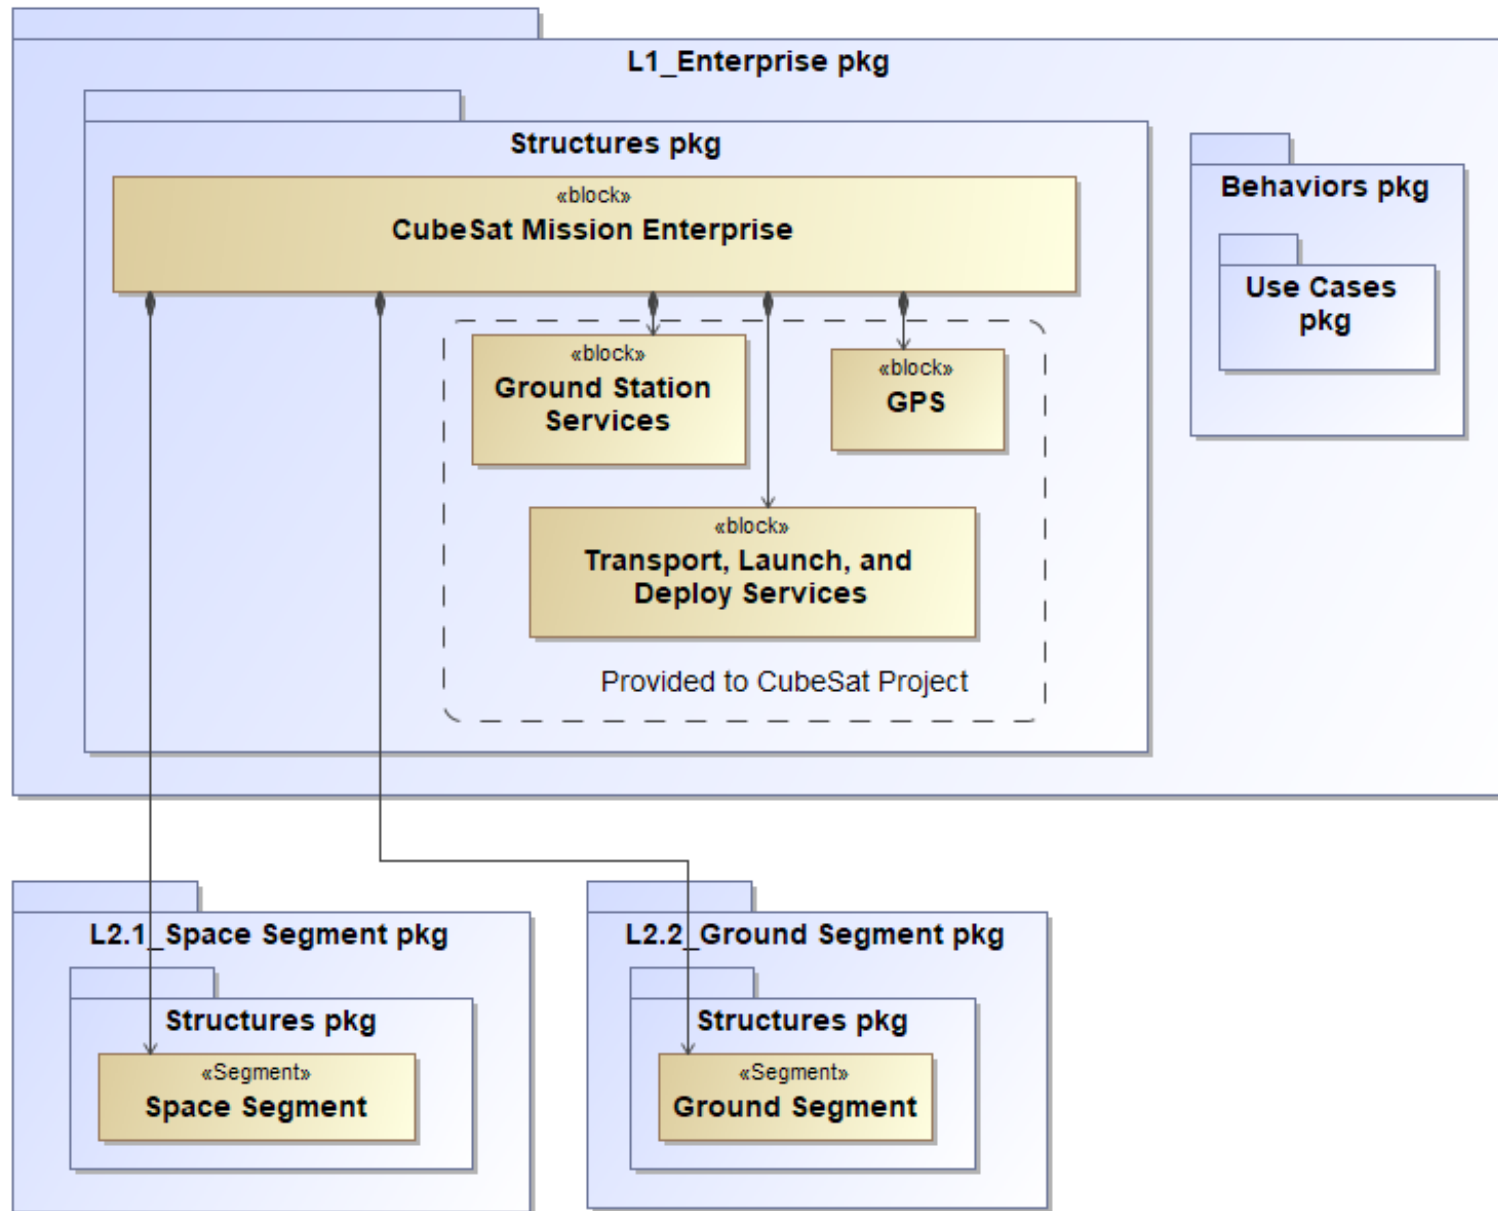 L1_Enterprise pkg
Structures pkg
«block»
CubeSat Mission Enterprise
Behaviors pkg
Use Cases
pkg
«block»
Ground Station
Services
«block»
GPS
«block»
Transport, Launch, and
Deploy Services
Provided to CubeSat Project
L2.1_Space Segment pkg
Structures pkg
«Segment»
Space Segment
L2.2_Ground Segment pkg
Structures pkg
«Segment»
Ground Segment